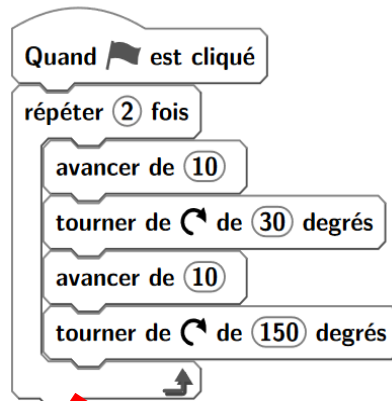 Quand est cliqué
répéter 2 fois
avancer de 10
tourner de de 30 degrés
avancer de 10
tourner de de 150 degrés